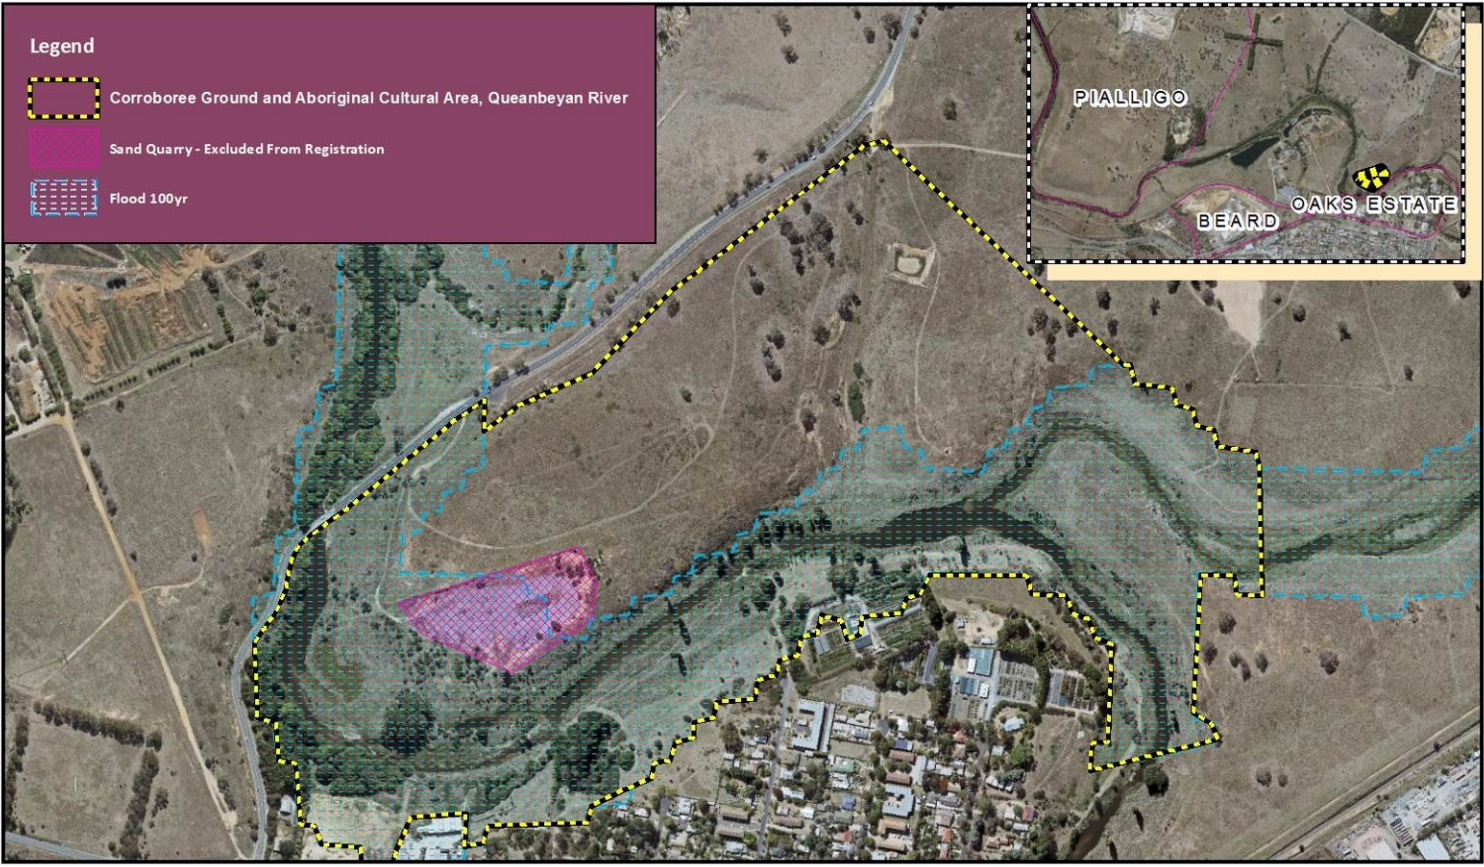 Legend
Corroboree Ground and Aboriginal Cultural Area, Queanbeyan River
Sand Quarry - Excluded From Registration
Flood 100yr
PIALLIGO
OAKS ESTATE
BEARD